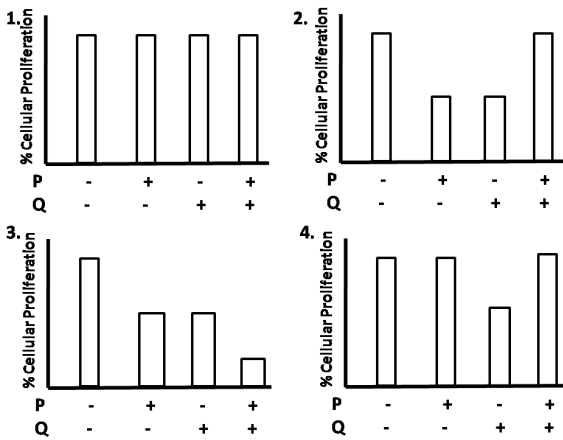 1.
% Cellular Proliferation
P - + - +
Q - - + +
2.
% Cellular Proliferation
P - + - +
Q - - + +
3.
% Cellular Proliferation
P - + - +
Q - - + +
4.
% Cellular Proliferation
P - + - +
Q - - + +